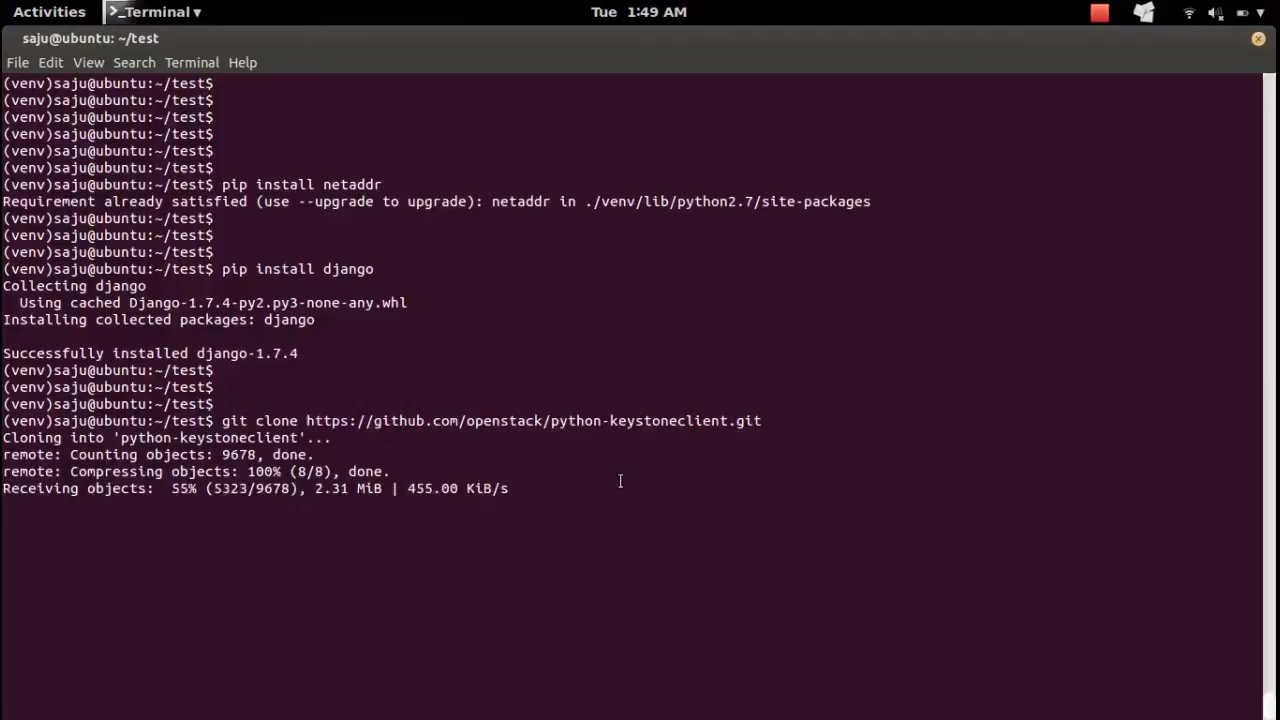 Activities >_Terminal ▾ Tue 1:49 AM
saju@ubuntu: ~/test
File Edit View Search Terminal Help
(venv)saju@ubuntu:~/test$
(venv)saju@ubuntu:~/test$
(venv)saju@ubuntu:~/test$
(venv)saju@ubuntu:~/test$
(venv)saju@ubuntu:~/test$
(venv)saju@ubuntu:~/test$
(venv)saju@ubuntu:~/test$ pip install netaddr
Requirement already satisfied (use --upgrade to upgrade): netaddr in ./venv/lib/python2.7/site-packages
(venv)saju@ubuntu:~/test$
(venv)saju@ubuntu:~/test$
(venv)saju@ubuntu:~/test$
(venv)saju@ubuntu:~/test$ pip install django
Collecting django
  Using cached Django-1.7.4-py2.py3-none-any.whl
Installing collected packages: django
Successfully installed django-1.7.4
(venv)saju@ubuntu:~/test$
(venv)saju@ubuntu:~/test$
(venv)saju@ubuntu:~/test$
(venv)saju@ubuntu:~/test$ git clone https://github.com/openstack/python-keystoneclient.git
Cloning into 'python-keystoneclient'...
remote: Counting objects: 9678, done.
remote: Compressing objects: 100% (8/8), done.
Receiving objects:  55% (5323/9678), 2.31 MiB | 455.00 KiB/s